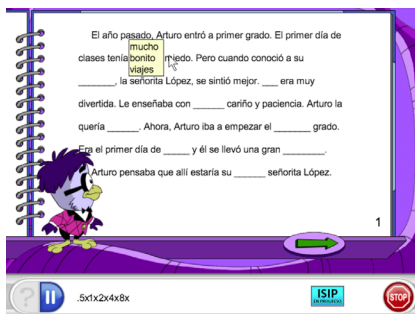 El año pasado, Arturo entró a primer grado. El primer día de
mucho
clases tenía bonito miedo. Pero cuando conoció a su
viajes
_______, la señorita López, se sintió mejor. ___ era muy
divertida. Le enseñaba con ______ cariño y paciencia. Arturo la
quería ______. Ahora, Arturo iba a empezar el _______ grado.
Era el primer día de _____ y él se llevó una gran ________.
Arturo pensaba que allí estaría su ______ señorita López.
1
?
.5x1x2x4x8x
ISIP
EN PROGRESO
STOP